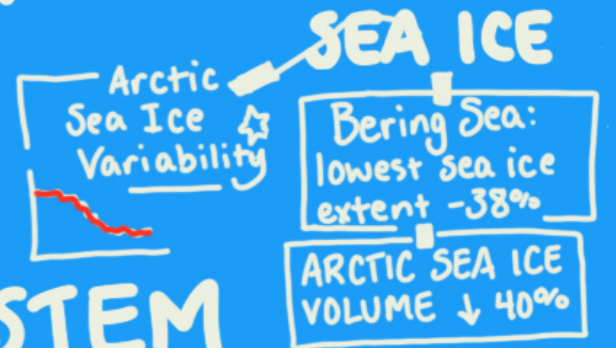 SEA ICE
Arctic
Sea Ice
Variability
Bering Sea:
lowest sea ice
extent -38%
ARCTIC SEA ICE
VOLUME ↓ 40%
STEM